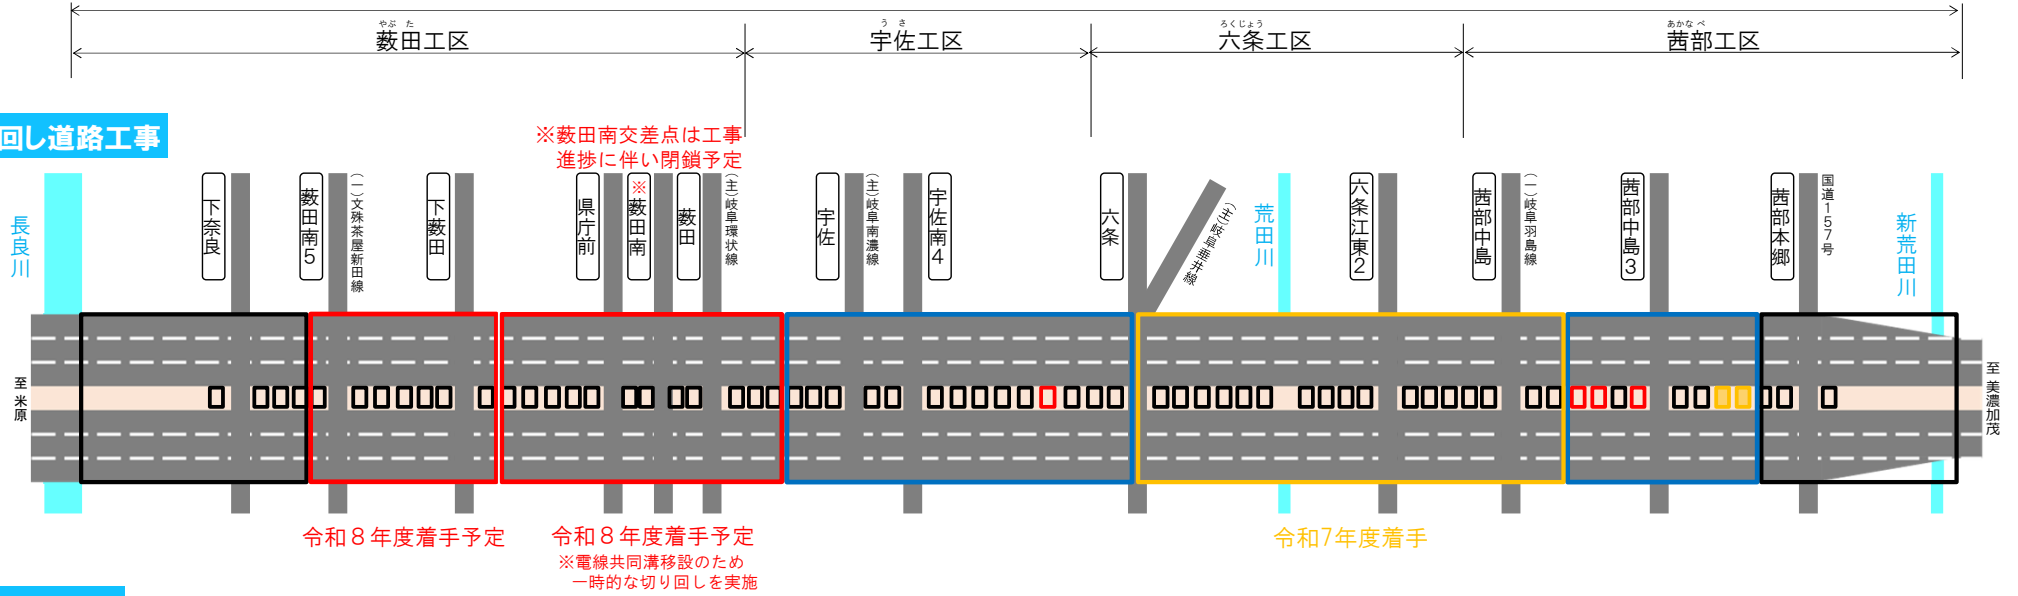 やぶ た
薮田工区
う さ
宇佐工区
ろくじょう
六条工区
あかなべ
茜部工区
回し道路工事
※薮田南交差点は工事
進捗に伴い閉鎖予定
長良川
下奈良
薮田南5
(一)文殊茶屋新田線
下薮田
県庁前
※薮田南
薮田
(主)岐阜環状線
宇佐
(主)岐阜南濃線
宇佐南4
六条
(主)岐阜垂井線
荒田川
六条江東2
茜部中島
(一)岐阜羽島線
茜部中島3
茜部本郷
国道157号
新荒田川
至 米原
至 美濃加茂
令和8年度着手予定
令和8年度着手予定
※電線共同溝移設のため
一時的な切り回しを実施
令和7年度着手